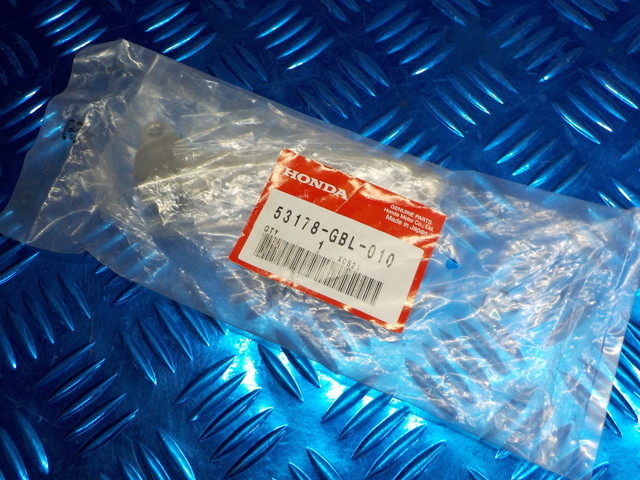 HONDA
GENUINE PARTS
Honda Motor Co., Ltd.
Made in Japan
53178-GBL-010
QTY 1